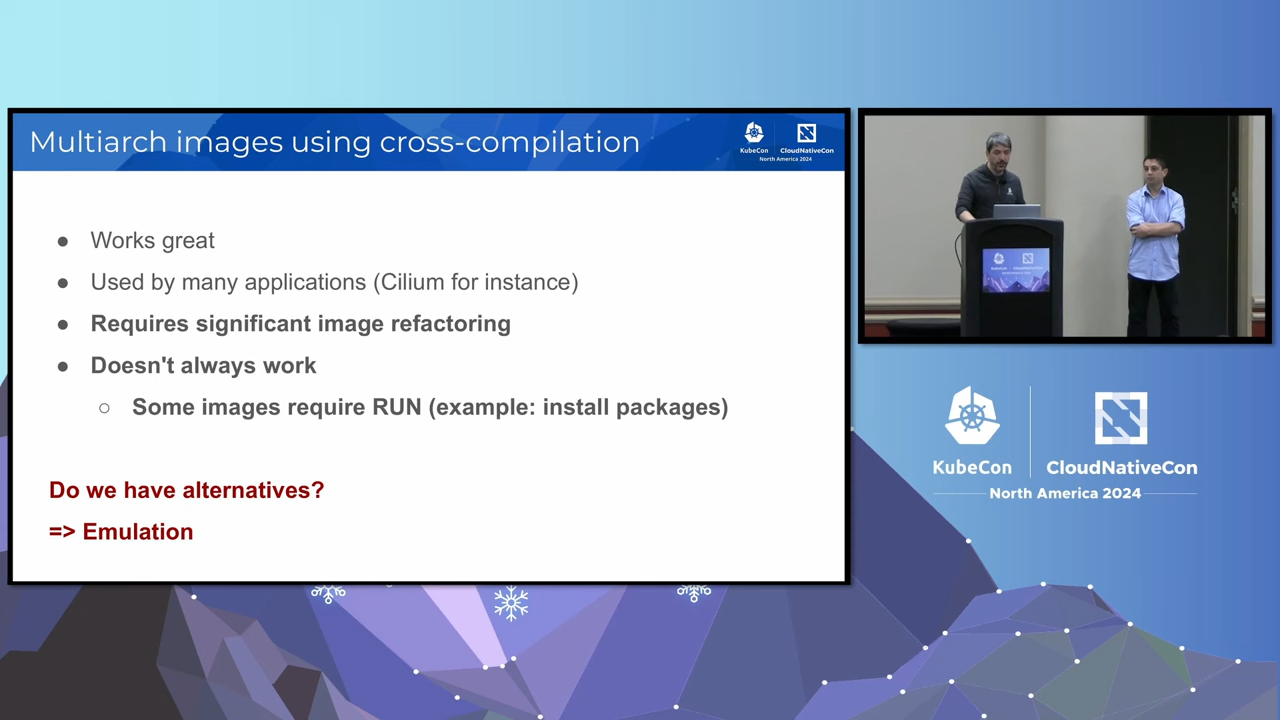 Multiarch images using cross-compilation
KubeCon
CloudNativeCon
North America 2024
● Works great
● Used by many applications (Cilium for instance)
● Requires significant image refactoring
● Doesn't always work
○ Some images require RUN (example: install packages)
Do we have alternatives?
=> Emulation
KubeCon
CloudNativeCon
North America 2024